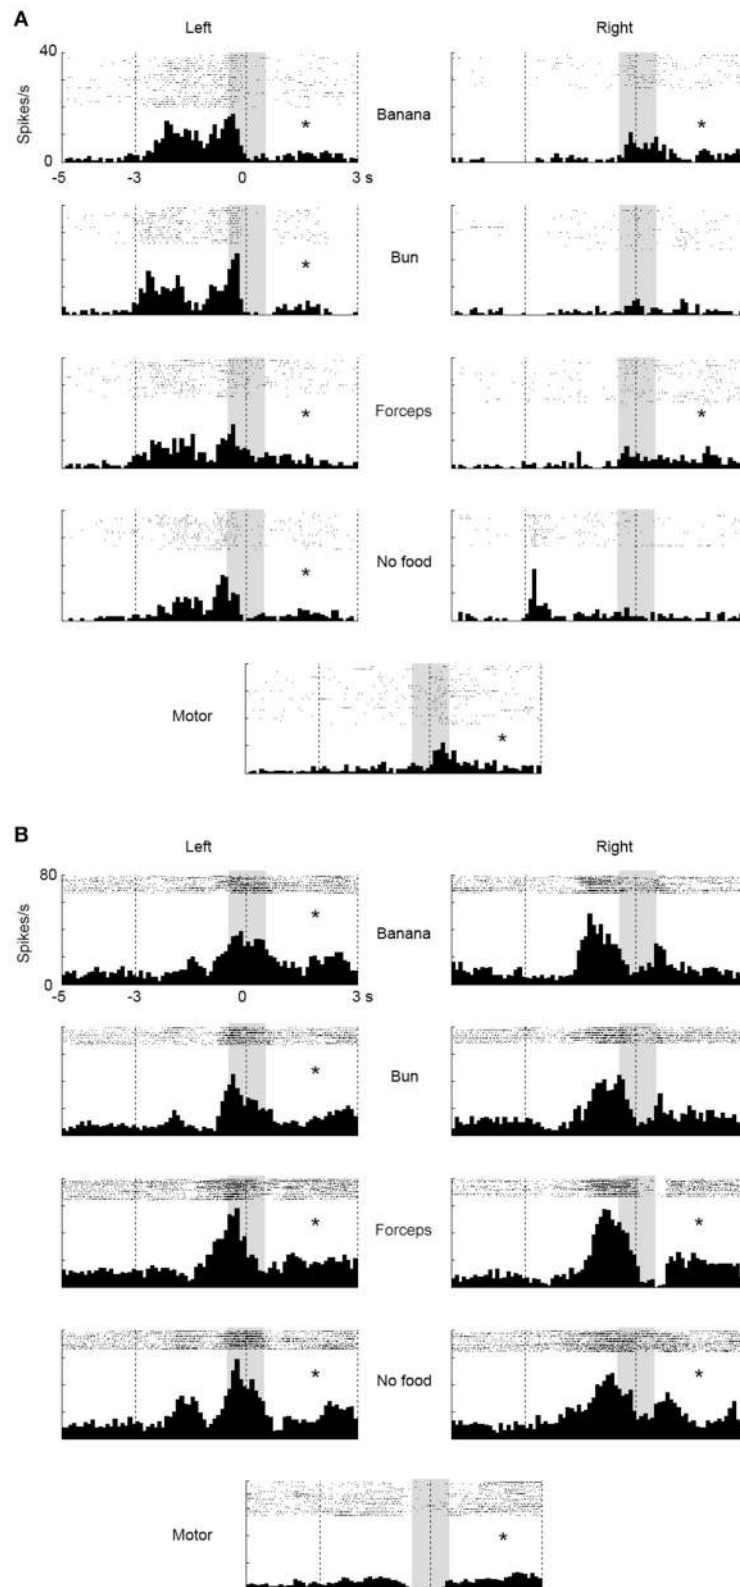 A
Left Right
40
Spikes/s
Banana
*
*
0
-5 -3 0 3 s
Bun
*
Forceps
*
*
No food
*
Motor
*
B
Left Right
80
Spikes/s
Banana
*
0
-5 -3 0 3 s
Bun
*
Forceps
*
*
No food
*
*
Motor
*